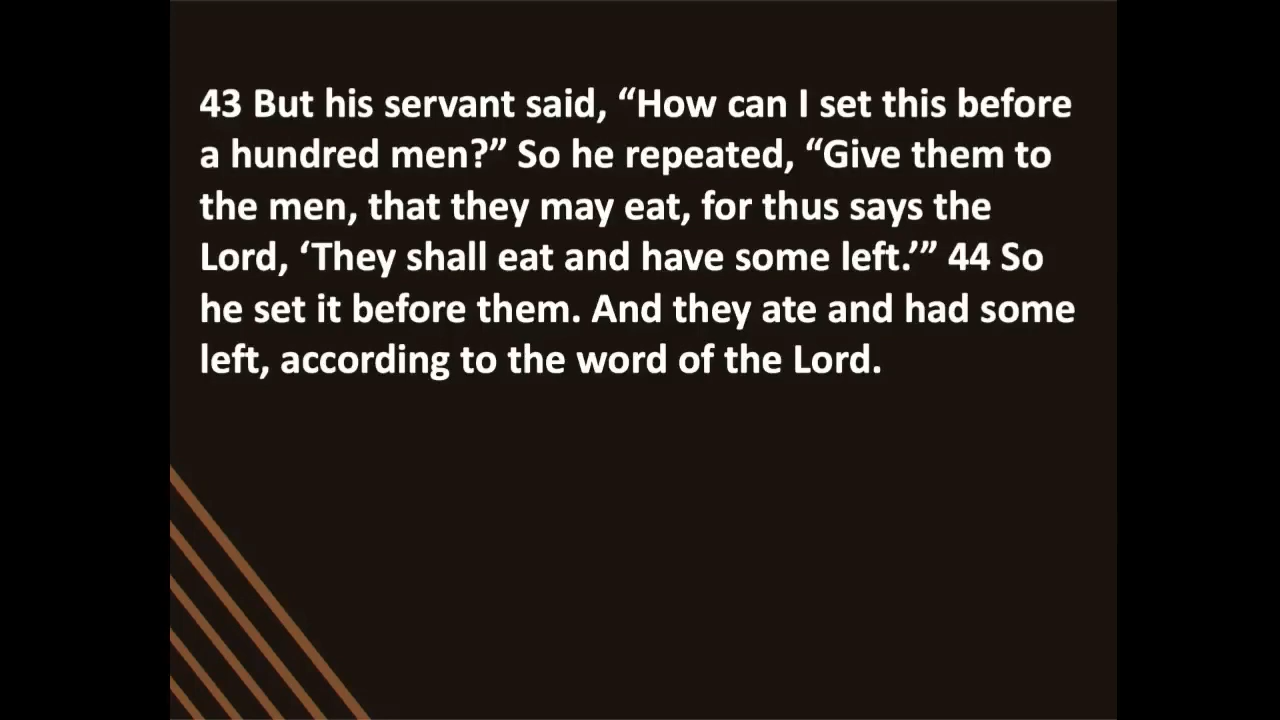 43 But his servant said, “How can I set this before
a hundred men?” So he repeated, “Give them to
the men, that they may eat, for thus says the
Lord, ‘They shall eat and have some left.’” 44 So
he set it before them. And they ate and had some
left, according to the word of the Lord.